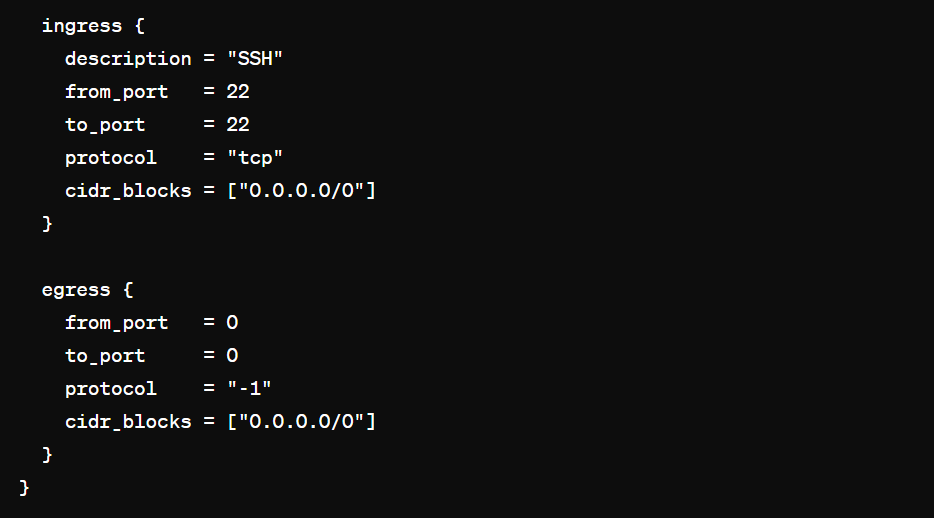 ingress {
description = "SSH"
from_port = 22
to_port = 22
protocol = "tcp"
cidr_blocks = ["0.0.0.0/0"]
}
egress {
from_port = 0
to_port = 0
protocol = "-1"
cidr_blocks = ["0.0.0.0/0"]
}
}